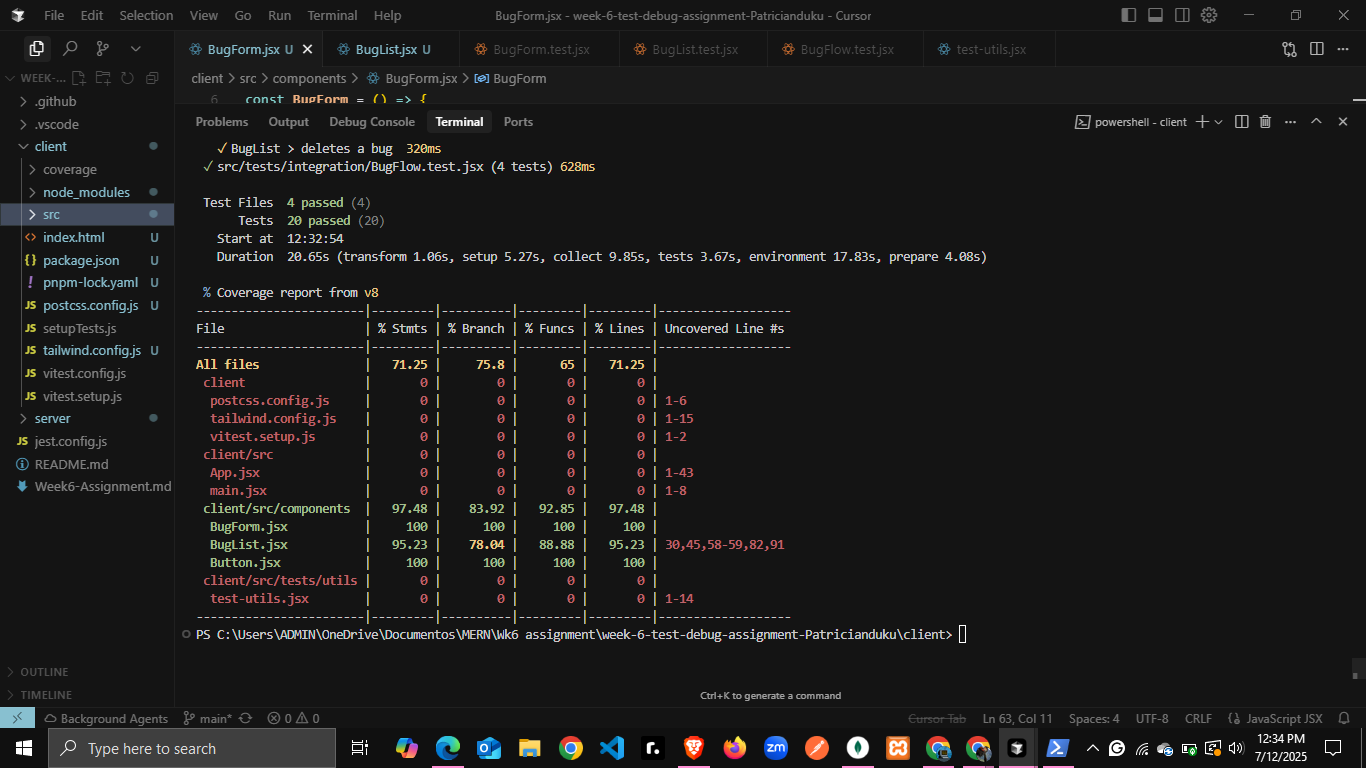 File Edit Selection View Go Run Terminal Help BugForm.jsx - week-6-test-debug-assignment-Patricianduku - Cursor
BugForm.jsx U BugList.jsx U BugForm.test.jsx BugList.test.jsx BugFlow.test.jsx test-utils.jsx
WEEK-...
.github
.vscode
client
coverage
node_modules
src
index.html U
package.json U
pnpm-lock.yaml U
postcss.config.js U
setupTests.js
tailwind.config.js U
vitest.config.js
vitest.setup.js
server
jest.config.js
README.md
Week6-Assignment.md
OUTLINE
TIMELINE
client > src > components > BugForm.jsx > BugForm
6 const BugForm = () => {
Problems Output Debug Console Terminal Ports powershell - client
✓ BugList > deletes a bug 320ms
✓ src/tests/integration/BugFlow.test.jsx (4 tests) 628ms
Test Files 4 passed (4)
Tests 20 passed (20)
Start at 12:32:54
Duration 20.65s (transform 1.06s, setup 5.27s, collect 9.85s, tests 3.67s, environment 17.83s, prepare 4.08s)
% Coverage report from v8
------------------------|---------|----------|---------|---------|-------------------
File | % Stmts | % Branch | % Funcs | % Lines | Uncovered Line #s
------------------------|---------|----------|---------|---------|-------------------
All files | 71.25 | 75.8 | 65 | 71.25 |
client | 0 | 0 | 0 | 0 |
postcss.config.js | 0 | 0 | 0 | 0 | 1-6
tailwind.config.js | 0 | 0 | 0 | 0 | 1-15
vitest.setup.js | 0 | 0 | 0 | 0 | 1-2
client/src | 0 | 0 | 0 | 0 |
App.jsx | 0 | 0 | 0 | 0 | 1-43
main.jsx | 0 | 0 | 0 | 0 | 1-8
client/src/components | 97.48 | 83.92 | 92.85 | 97.48 |
BugForm.jsx | 100 | 100 | 100 | 100 |
BugList.jsx | 95.23 | 78.04 | 88.88 | 95.23 | 30,45,58-59,82,91
Button.jsx | 100 | 100 | 100 | 100 |
client/src/tests/utils | 0 | 0 | 0 | 0 |
test-utils.jsx | 0 | 0 | 0 | 0 | 1-14
------------------------|---------|----------|---------|---------|-------------------
PS C:\Users\ADMIN\OneDrive\Documentos\MERN\Wk6 assignment\week-6-test-debug-assignment-Patricianduku\client>
Ctrl+K to generate a command
Background Agents main* 0 0 Cursor Tab Ln 63, Col 11 Spaces: 4 UTF-8 CRLF JavaScript JSX
Type here to search
zm
12:34 PM
7/12/2025